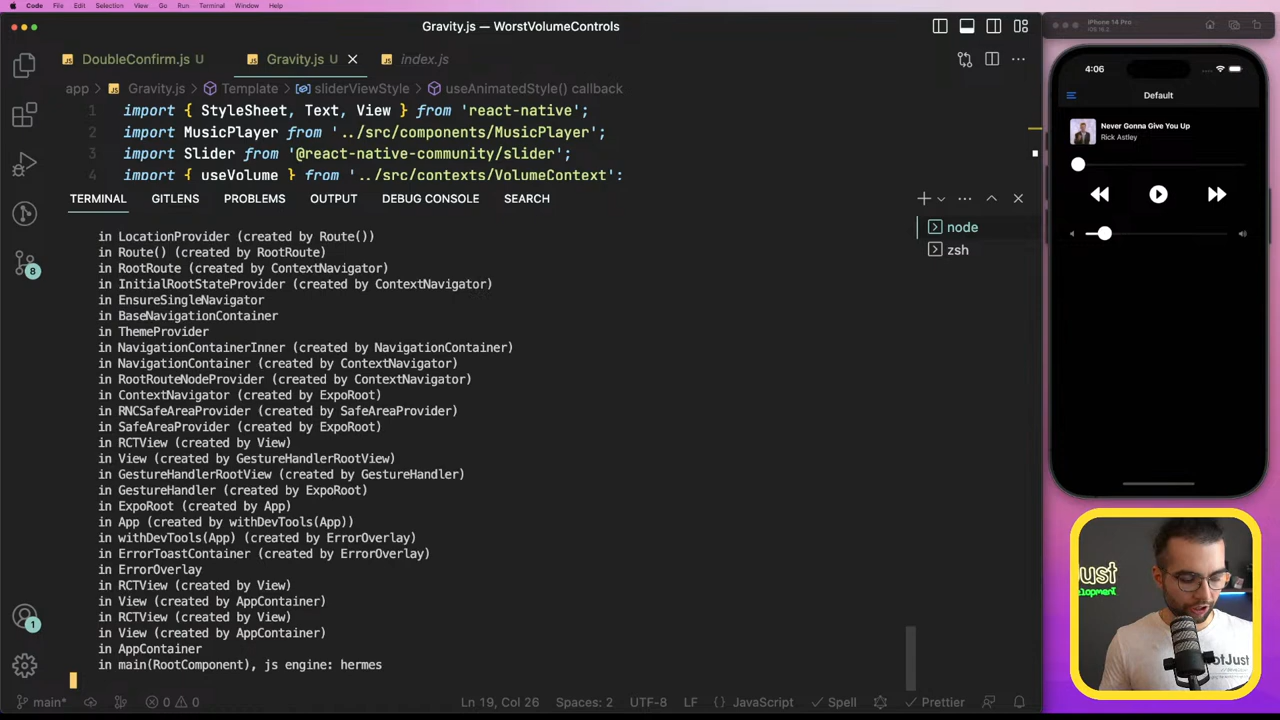 Code File Edit Selection View Go Run Terminal Window Help
Gravity.js — WorstVolumeControls
DoubleConfirm.js U
Gravity.js U
index.js
app > Gravity.js > Template > sliderViewStyle > useAnimatedStyle() callback
1 import { StyleSheet, Text, View } from 'react-native';
2 import MusicPlayer from '../src/components/MusicPlayer';
3 import Slider from '@react-native-community/slider';
4 import { useVolume } from '../src/contexts/VolumeContext';
TERMINAL GITLENS PROBLEMS OUTPUT DEBUG CONSOLE SEARCH
node
zsh
in LocationProvider (created by Route())
in Route() (created by RootRoute)
in RootRoute (created by ContextNavigator)
in InitialRootStateProvider (created by ContextNavigator)
in EnsureSingleNavigator
in BaseNavigationContainer
in ThemeProvider
in NavigationContainerInner (created by NavigationContainer)
in NavigationContainer (created by ContextNavigator)
in RootRouteNodeProvider (created by ContextNavigator)
in ContextNavigator (created by ExpoRoot)
in RNCSafeAreaProvider (created by SafeAreaProvider)
in SafeAreaProvider (created by ExpoRoot)
in RCTView (created by View)
in View (created by GestureHandlerRootView)
in GestureHandlerRootView (created by GestureHandler)
in GestureHandler (created by ExpoRoot)
in ExpoRoot (created by App)
in App (created by withDevTools(App))
in withDevTools(App) (created by ErrorOverlay)
in ErrorToastContainer (created by ErrorOverlay)
in ErrorOverlay
in RCTView (created by View)
in View (created by AppContainer)
in RCTView (created by View)
in View (created by AppContainer)
in AppContainer
in main(RootComponent), js engine: hermes
8
1
main* 0 0 Ln 19, Col 26 Spaces: 2 UTF-8 LF {} JavaScript Spell Prettier
iPhone 14 Pro
iOS 16.2
4:06
Default
Never Gonna Give You Up
Rick Astley
ust
elopment
otJust